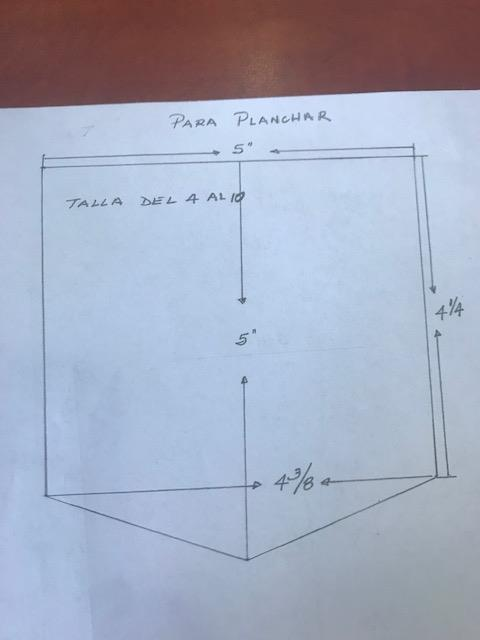 PARA PLANCHAR
5"
TALLA DEL 4 AL 10
4 1/4
5"
4 3/8